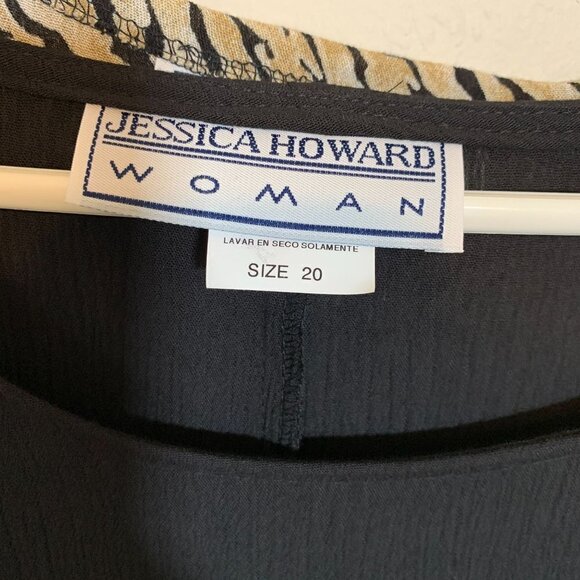 JESSICA HOWARD
WOMAN
LAVAR EN SECO SOLAMENTE
SIZE 20